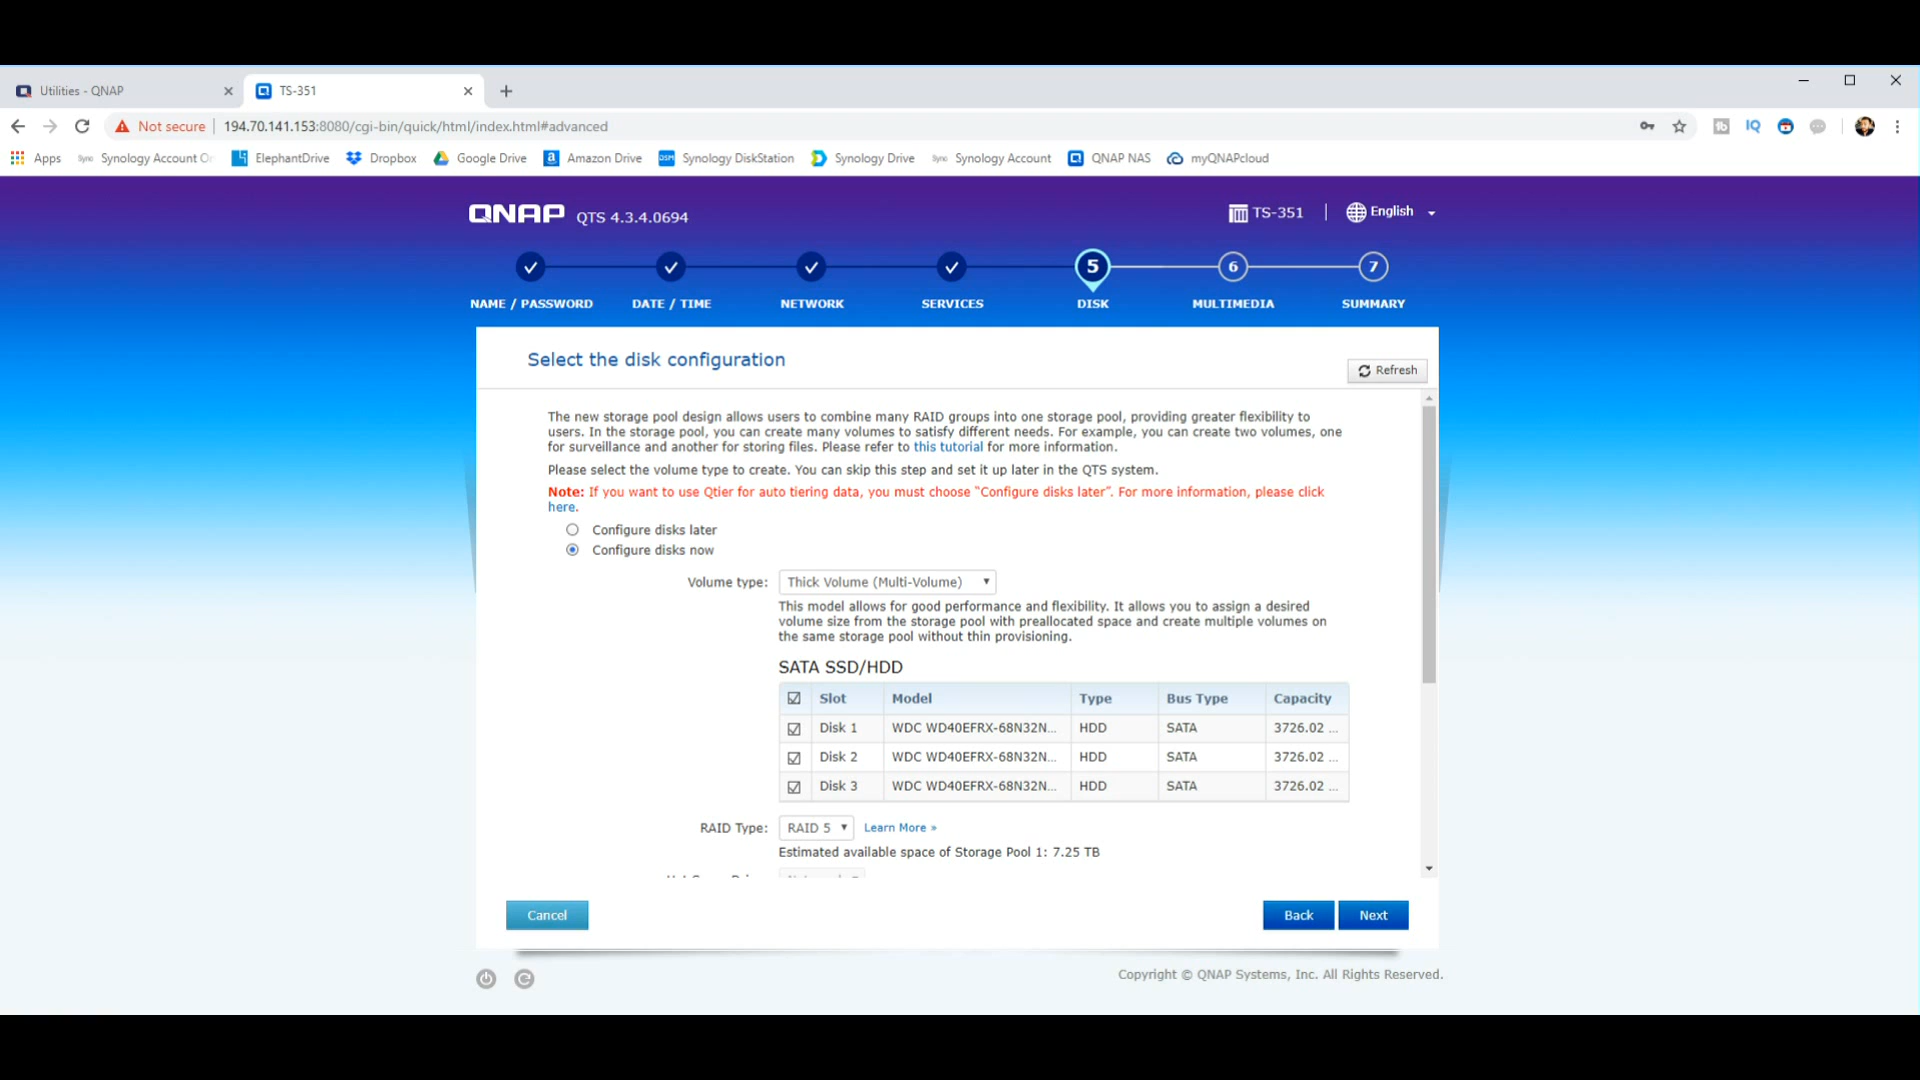 Utilities - QNAP
TS-351
Not secure
194.70.141.153:8080/cgi-bin/quick/html/index.html#advanced
Apps
Synology Account O
ElephantDrive
Dropbox
Google Drive
Amazon Drive
Synology DiskStation
Synology Drive
Synology Account
QNAP NAS
myQNAPcloud
QNAP QTS 4.3.4.0694
TS-351
English
5
6
7
NAME / PASSWORD
DATE / TIME
NETWORK
SERVICES
DISK
MULTIMEDIA
SUMMARY
Select the disk configuration
Refresh
The new storage pool design allows users to combine many RAID groups into one storage pool, providing greater flexibility to
users. In the storage pool, you can create many volumes to satisfy different needs. For example, you can create two volumes, one
for surveillance and another for storing files. Please refer to this tutorial for more information.
Please select the volume type to create. You can skip this step and set it up later in the QTS system.
Note: If you want to use Qtier for auto tiering data, you must choose “Configure disks later”. For more information, please click
here.
Configure disks later
Configure disks now
Volume type: Thick Volume (Multi-Volume)
This model allows for good performance and flexibility. It allows you to assign a desired
volume size from the storage pool with preallocated space and create multiple volumes on
the same storage pool without thin provisioning.
SATA SSD/HDD
Slot Model Type Bus Type Capacity
Disk 1 WDC WD40EFRX-68N32N... HDD SATA 3726.02 ...
Disk 2 WDC WD40EFRX-68N32N... HDD SATA 3726.02 ...
Disk 3 WDC WD40EFRX-68N32N... HDD SATA 3726.02 ...
RAID Type: RAID 5 Learn More »
Estimated available space of Storage Pool 1: 7.25 TB
Cancel
Back
Next
Copyright © QNAP Systems, Inc. All Rights Reserved.